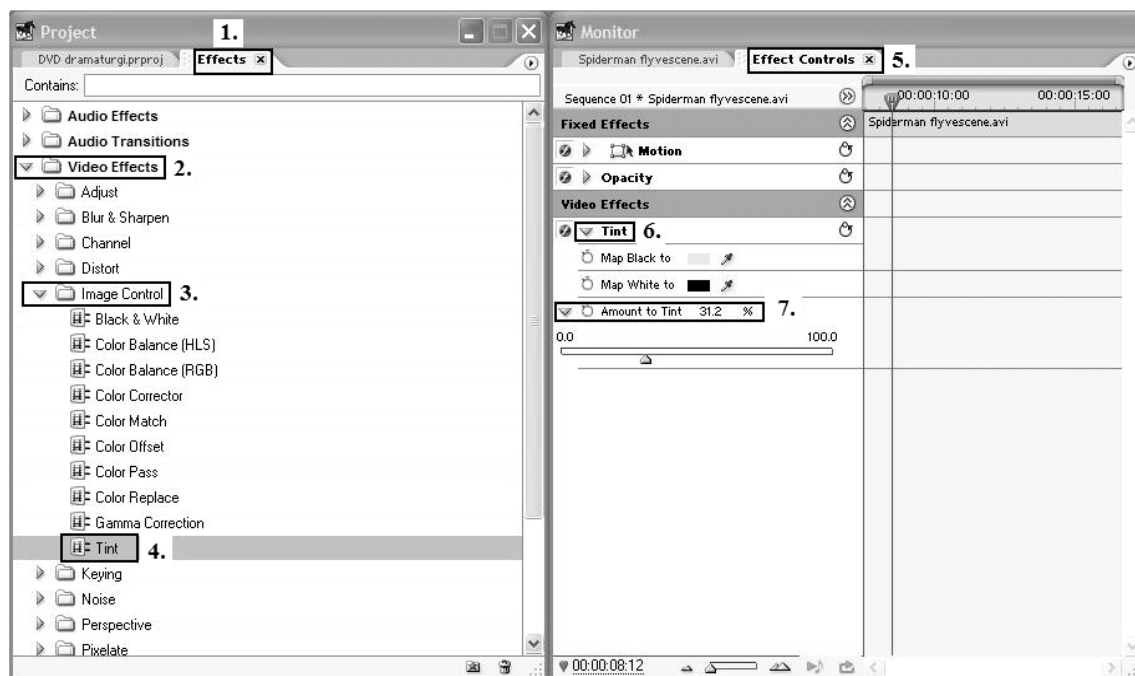 Project
1.
DVD dramaturgi.prproj
Effects
Contains:
Audio Effects
Audio Transitions
Video Effects 2.
Adjust
Blur & Sharpen
Channel
Distort
Image Control 3.
Black & White
Color Balance (HLS)
Color Balance (RGB)
Color Corrector
Color Match
Color Offset
Color Pass
Color Replace
Gamma Correction
Tint 4.
Keying
Noise
Perspective
Pixelate
Monitor
Spiderman flyvescene.avi
Effect Controls 5.
Sequence 01 * Spiderman flyvescene.avi
00:00:10:00 00:00:15:00
Fixed Effects
Spiderman flyvescene.avi
Motion
Opacity
Video Effects
Tint 6.
Map Black to
Map White to
Amount to Tint 31.2 % 7.
0.0 100.0
00:00:08:12